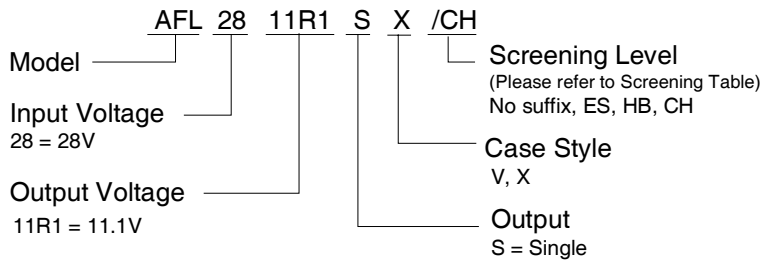 AFL 28 11R1 S X /CH
Model
Input Voltage
28 = 28V
Output Voltage
11R1 = 11.1V
Screening Level
(Please refer to Screening Table)
No suffix, ES, HB, CH
Case Style
V, X
Output
S = Single